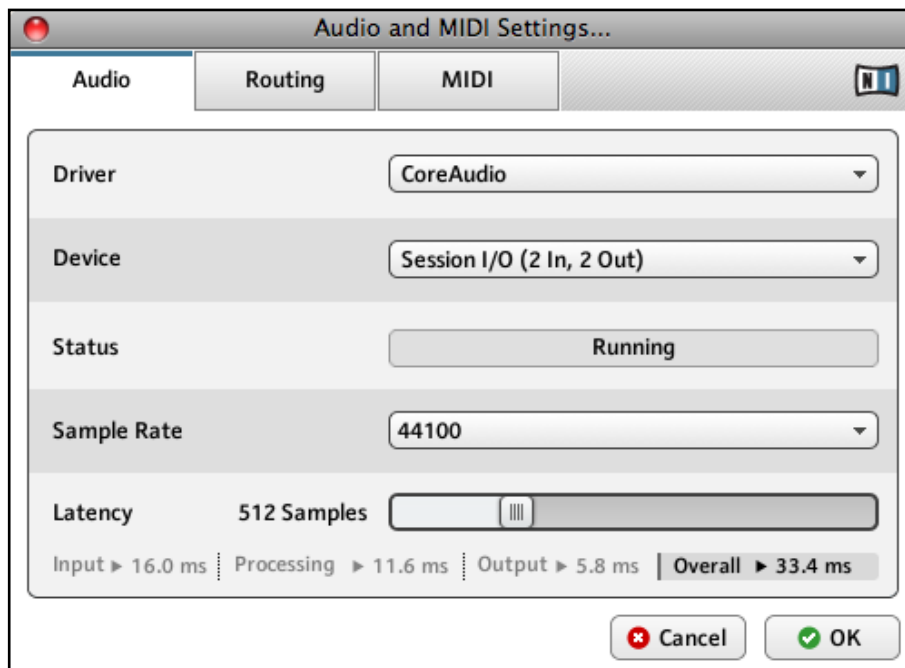 Audio and MIDI Settings...
Audio Routing MIDI NI
Driver CoreAudio
Device Session I/O (2 In, 2 Out)
Status Running
Sample Rate 44100
Latency 512 Samples
Input ▸ 16.0 ms Processing ▸ 11.6 ms Output ▸ 5.8 ms Overall ▸ 33.4 ms
Cancel OK